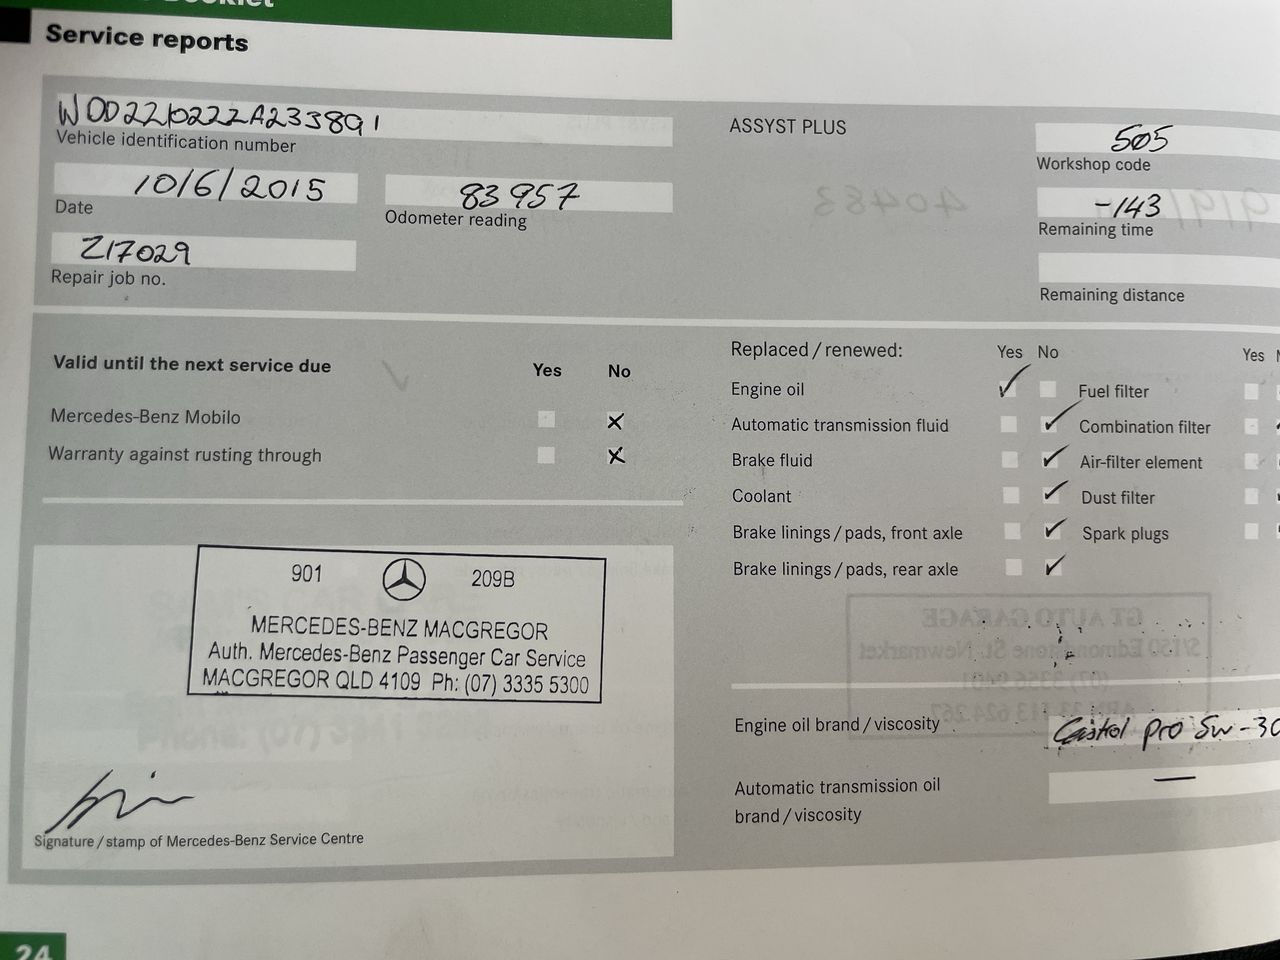 Service reports
WDD2210222A233891
Vehicle identification number
10/6/2015
Date
83957
Odometer reading
Z17029
Repair job no.
ASSYST PLUS
505
Workshop code
-143
Remaining time
Remaining distance
Valid until the next service due Yes No
Mercedes-Benz Mobilo X
Warranty against rusting through X
901 209B
MERCEDES-BENZ MACGREGOR
Auth. Mercedes-Benz Passenger Car Service
MACGREGOR QLD 4109 Ph: (07) 3335 5300
Signature / stamp of Mercedes-Benz Service Centre
Replaced / renewed: Yes No Yes
Engine oil ✓ Fuel filter
Automatic transmission fluid ✓ Combination filter
Brake fluid ✓ Air-filter element
Coolant ✓ Dust filter
Brake linings / pads, front axle ✓ Spark plugs
Brake linings / pads, rear axle ✓
Engine oil brand / viscosity Castrol Pro 5w-30
Automatic transmission oil —
brand / viscosity
24